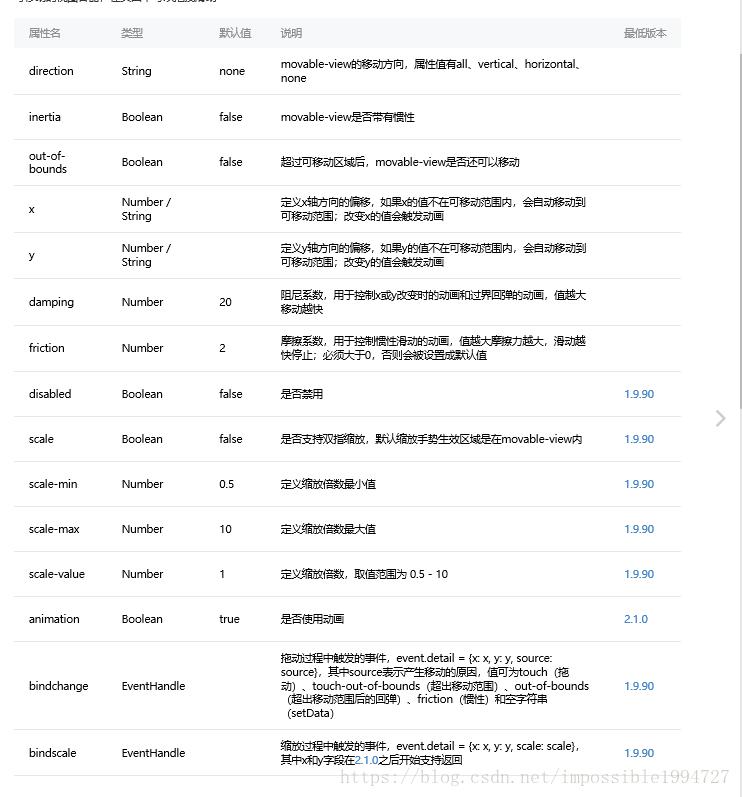 属性名 类型 默认值 说明 最低版本
direction String none movable-view的移动方向，属性值有all、vertical、horizontal、
none
inertia Boolean false movable-view是否带有惯性
out-of-
bounds Boolean false 超过可移动区域后，movable-view是否还可以移动
x Number /
String 定义x轴方向的偏移，如果x的值不在可移动范围内，会自动移动到
可移动范围；改变x的值会触发动画
y Number /
String 定义y轴方向的偏移，如果y的值不在可移动范围内，会自动移动到
可移动范围；改变y的值会触发动画
damping Number 20 阻尼系数，用于控制x或y改变时的动画和过界回弹的动画，值越大
移动越快
friction Number 2 摩擦系数，用于控制惯性滑动的动画，值越大摩擦力越大，滑动越
快停止；必须大于0，否则会被设置成默认值
disabled Boolean false 是否禁用 1.9.90
scale Boolean false 是否支持双指缩放，默认缩放手势生效区域是在movable-view内 1.9.90
scale-min Number 0.5 定义缩放倍数最小值 1.9.90
scale-max Number 10 定义缩放倍数最大值 1.9.90
scale-value Number 1 定义缩放倍数，取值范围为 0.5 - 10 1.9.90
animation Boolean true 是否使用动画 2.1.0
bindchange EventHandle 拖动过程中触发的事件，event.detail = {x: x, y: y, source:
source}，其中source表示产生移动的原因，值可为touch（拖
动）、touch-out-of-bounds（超出移动范围）、out-of-bounds
（超出移动范围后的回弹）、friction（惯性）和空字符串
（setData） 1.9.90
bindscale EventHandle 缩放过程中触发的事件，event.detail = {x: x, y: y, scale: scale}，
其中x和y字段在2.1.0之后开始支持返回 1.9.90
https://blog.csdn.net/impossible1994727